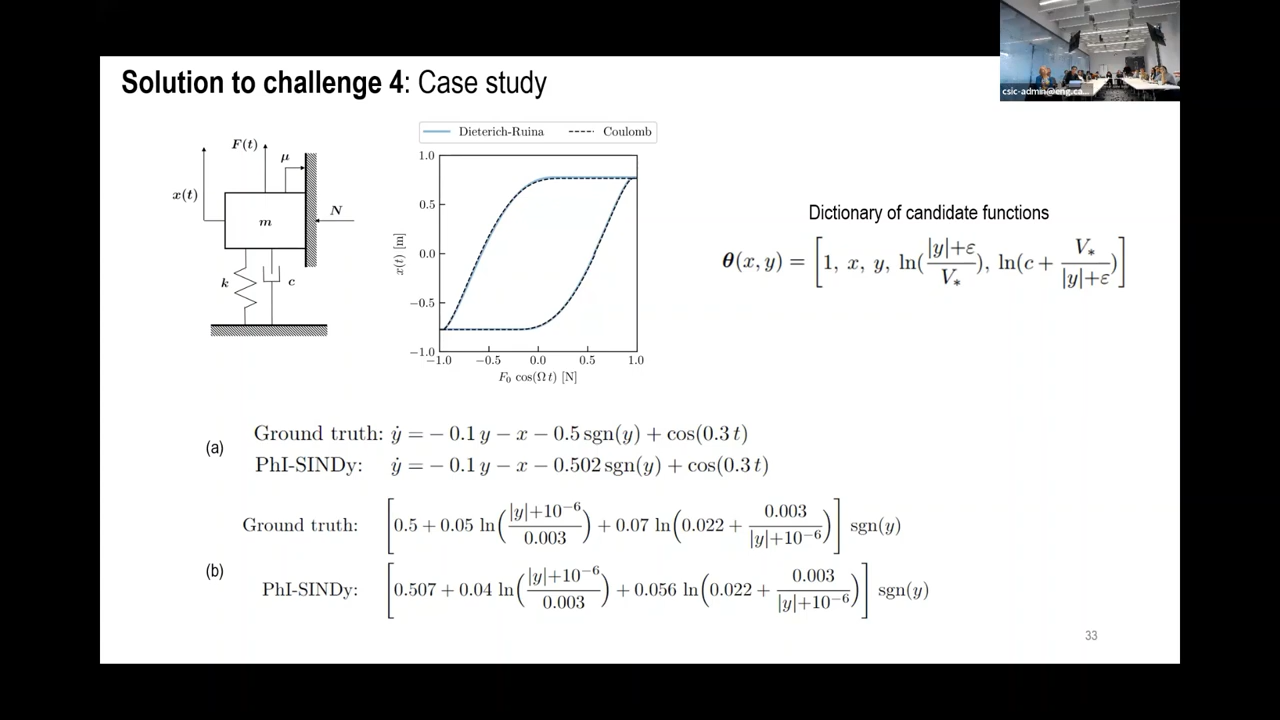 Solution to challenge 4: Case study
csic-admin@eng.ca...
F(t)
μ
x(t)
m
N
k
c
Dieterich-Ruina
Coulomb
1.0
0.5
0.0
−0.5
−1.0
x(t) [m]
−1.0 −0.5 0.0 0.5 1.0
F₀ cos(Ω t) [N]
Dictionary of candidate functions
θ(x, y) = [1, x, y, ln(|y|+ε / V*), ln(c + V* / |y|+ε)]
(a)
Ground truth: ẏ = − 0.1 y − x − 0.5 sgn(y) + cos(0.3 t)
PhI-SINDy: ẏ = − 0.1 y − x − 0.502 sgn(y) + cos(0.3 t)
(b)
Ground truth: [0.5 + 0.05 ln(|y|+10⁻⁶ / 0.003) + 0.07 ln(0.022 + 0.003 / |y|+10⁻⁶)] sgn(y)
PhI-SINDy: [0.507 + 0.04 ln(|y|+10⁻⁶ / 0.003) + 0.056 ln(0.022 + 0.003 / |y|+10⁻⁶)] sgn(y)
33